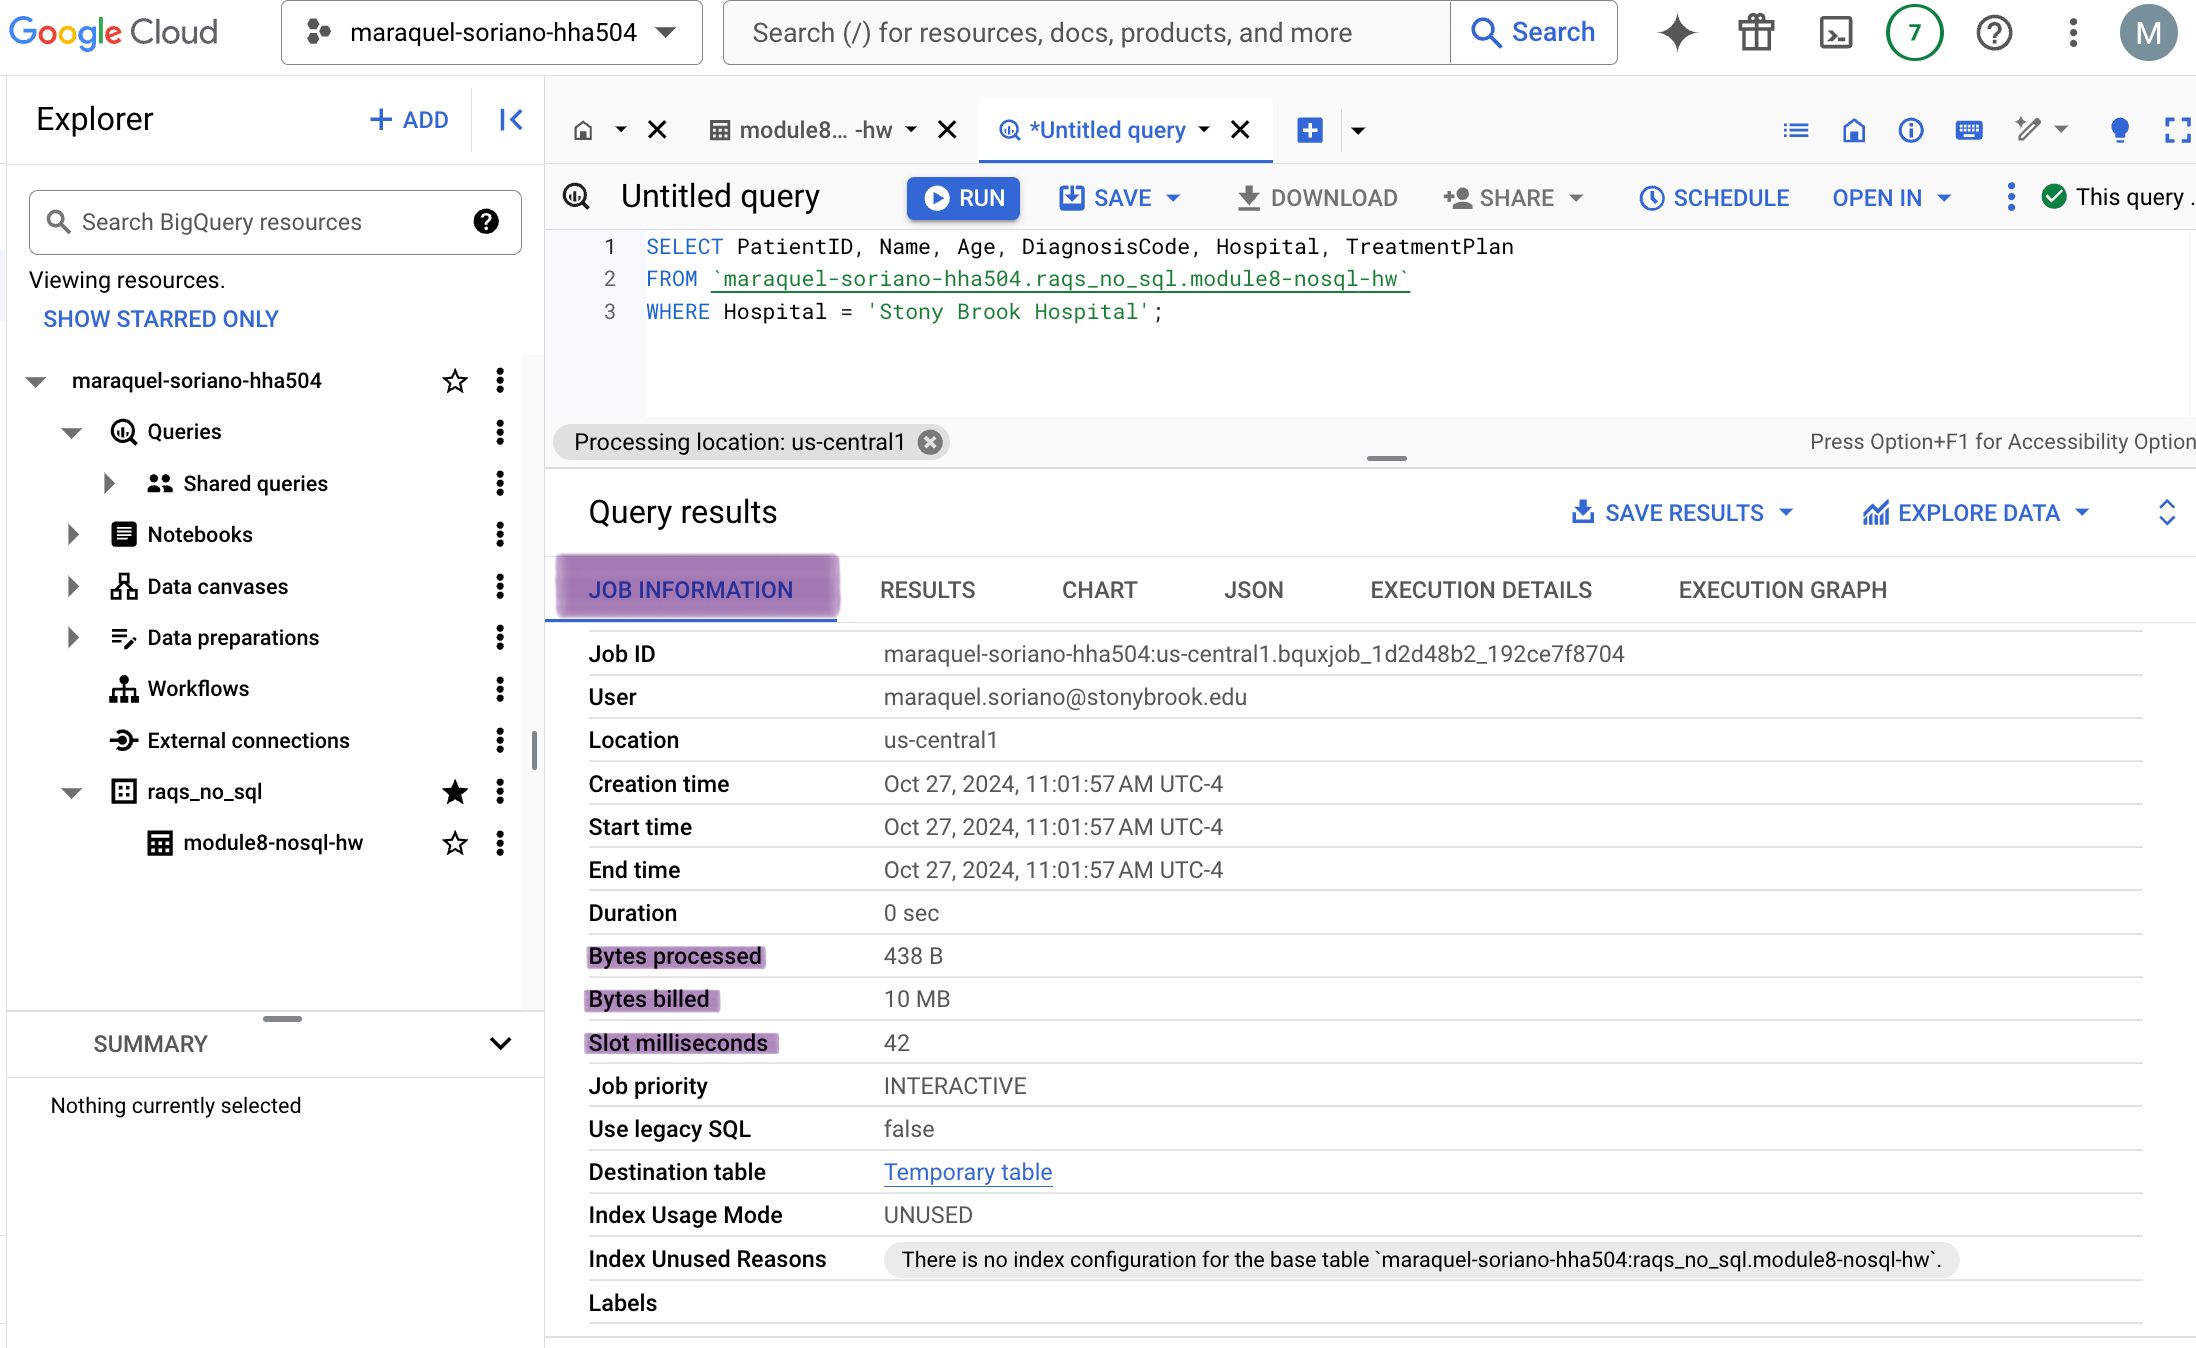 Google Cloud
maraquel-soriano-hha504
Search (/) for resources, docs, products, and more
Search
7
M
Explorer
ADD
Search BigQuery resources
Viewing resources.
SHOW STARRED ONLY
maraquel-soriano-hha504
Queries
Shared queries
Notebooks
Data canvases
Data preparations
Workflows
External connections
raqs_no_sql
module8-nosql-hw
SUMMARY
Nothing currently selected
module8... -hw
*Untitled query
Untitled query
RUN
SAVE
DOWNLOAD
SHARE
SCHEDULE
OPEN IN
This query .
1 SELECT PatientID, Name, Age, DiagnosisCode, Hospital, TreatmentPlan
2 FROM `maraquel-soriano-hha504.raqs_no_sql.module8-nosql-hw`
3 WHERE Hospital = 'Stony Brook Hospital';
Processing location: us-central1
Press Option+F1 for Accessibility Option
Query results
SAVE RESULTS
EXPLORE DATA
JOB INFORMATION RESULTS CHART JSON EXECUTION DETAILS EXECUTION GRAPH
Job ID maraquel-soriano-hha504:us-central1.bquxjob_1d2d48b2_192ce7f8704
User maraquel.soriano@stonybrook.edu
Location us-central1
Creation time Oct 27, 2024, 11:01:57 AM UTC-4
Start time Oct 27, 2024, 11:01:57 AM UTC-4
End time Oct 27, 2024, 11:01:57 AM UTC-4
Duration 0 sec
Bytes processed 438 B
Bytes billed 10 MB
Slot milliseconds 42
Job priority INTERACTIVE
Use legacy SQL false
Destination table Temporary table
Index Usage Mode UNUSED
Index Unused Reasons There is no index configuration for the base table `maraquel-soriano-hha504:raqs_no_sql.module8-nosql-hw`.
Labels